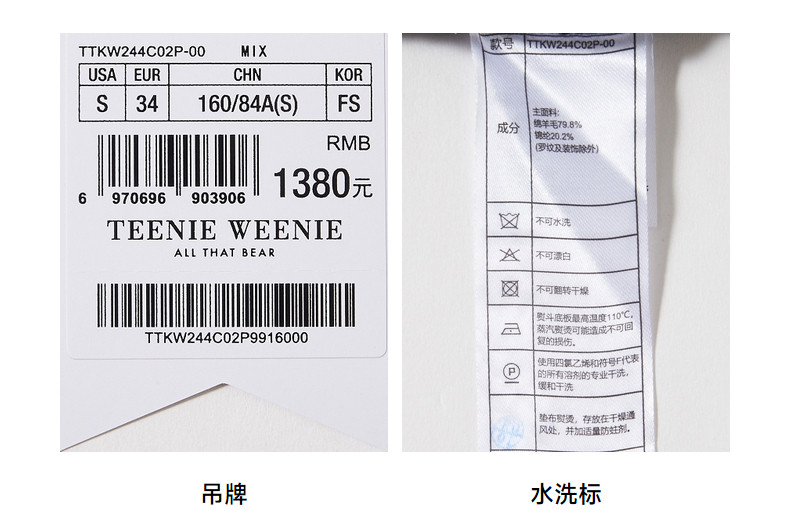 TTKW244C02P-00 MIX
USA EUR CHN KOR
S 34 160/84A(S) FS
RMB
1380元
6 970696 903906
TEENIE WEENIE
ALL THAT BEAR
TTKW244C02P9916000
吊牌
款号 TTKW244C02P-00
成分
主面料:
绵羊毛79.8%
锦纶20.2%
(罗纹及装饰除外)
不可水洗
不可漂白
不可翻转干燥
熨斗底板最高温度110℃,
蒸汽熨烫可能造成不可回
复的损伤。
P
使用四氯乙烯和符号F代表
的所有溶剂的专业干洗,
缓和干洗
垫布熨烫,存放在干燥通
风处,并加适量防蛀剂。
水洗标